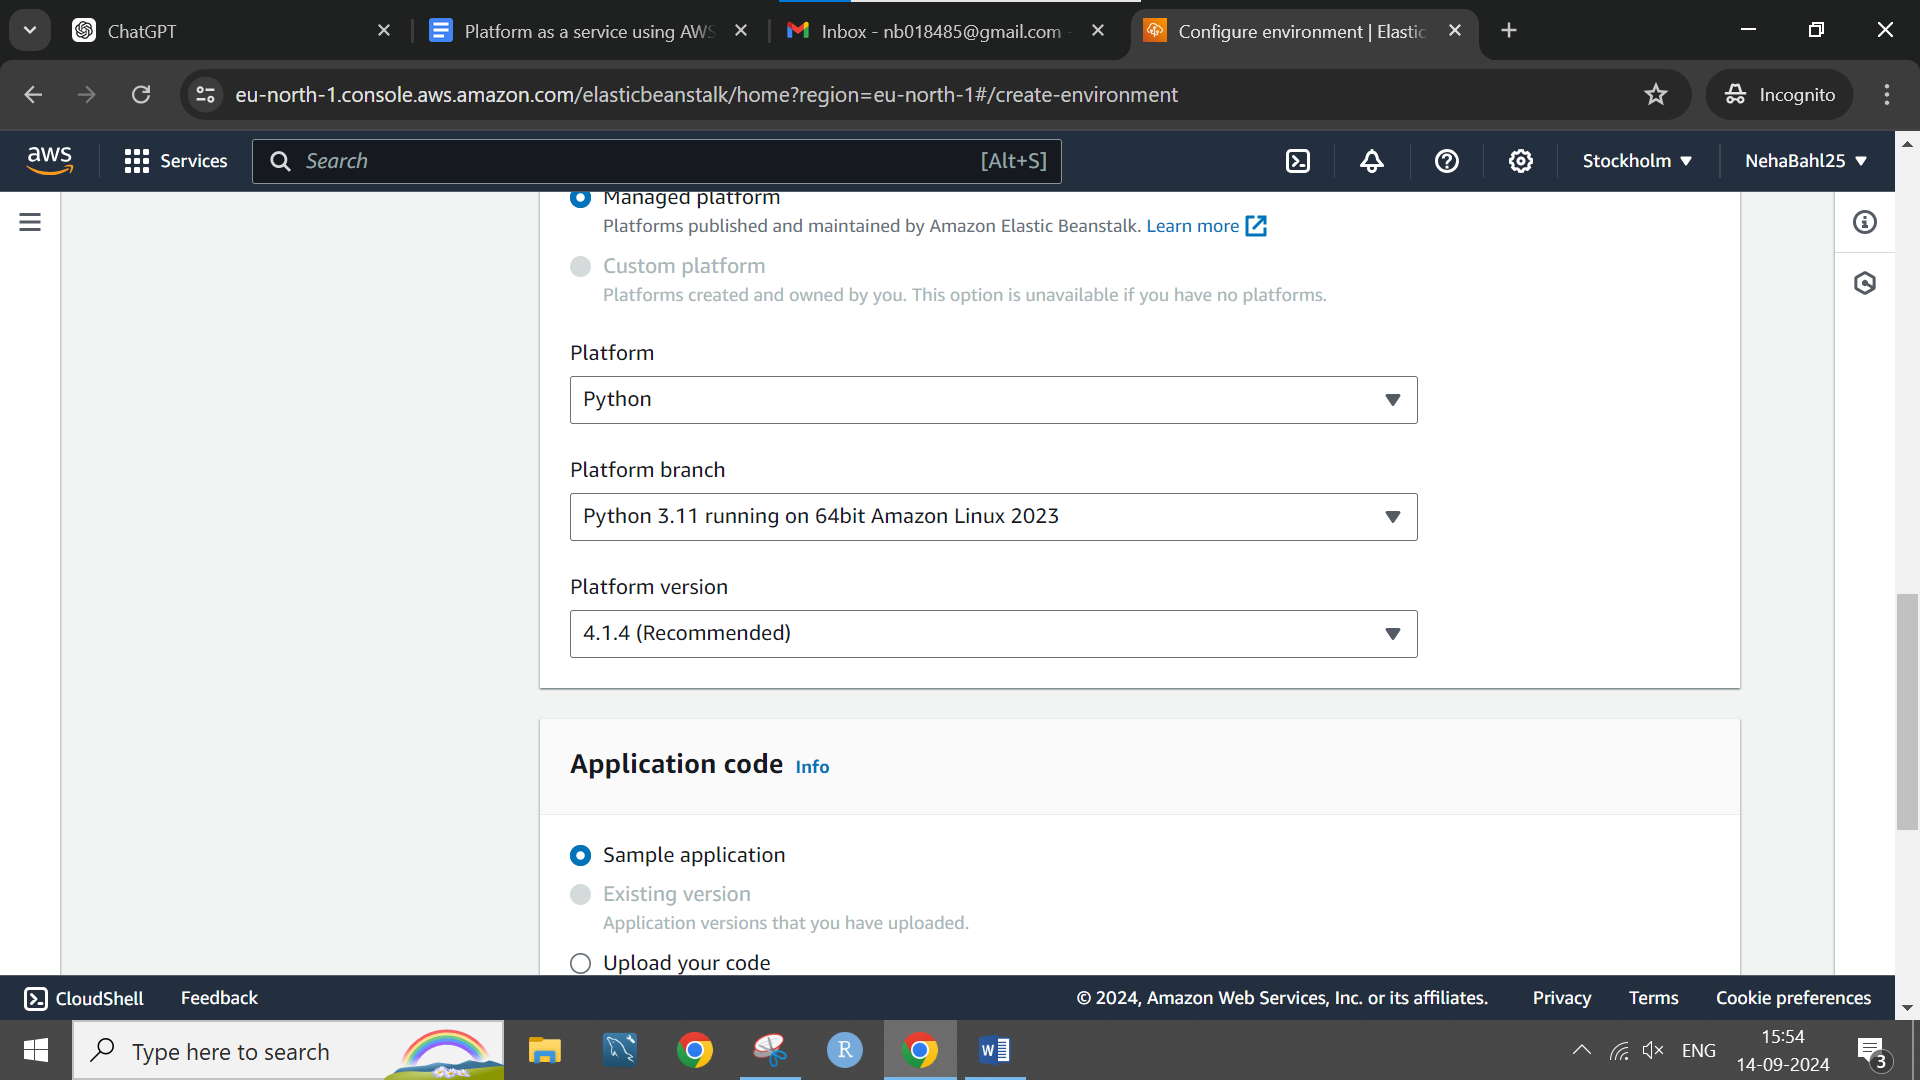 ChatGPT
Platform as a service using AWS
Inbox - nb018485@gmail.com -
Configure environment | Elastic
eu-north-1.console.aws.amazon.com/elasticbeanstalk/home?region=eu-north-1#/create-environment
Incognito
aws
Services
Search
[Alt+S]
Stockholm
NehaBahl25
Managed platform
Platforms published and maintained by Amazon Elastic Beanstalk. Learn more
Custom platform
Platforms created and owned by you. This option is unavailable if you have no platforms.
Platform
Python
Platform branch
Python 3.11 running on 64bit Amazon Linux 2023
Platform version
4.1.4 (Recommended)
Application code Info
Sample application
Existing version
Application versions that you have uploaded.
Upload your code
CloudShell
Feedback
© 2024, Amazon Web Services, Inc. or its affiliates.
Privacy
Terms
Cookie preferences
Type here to search
R
W
ENG
15:54
14-09-2024
3